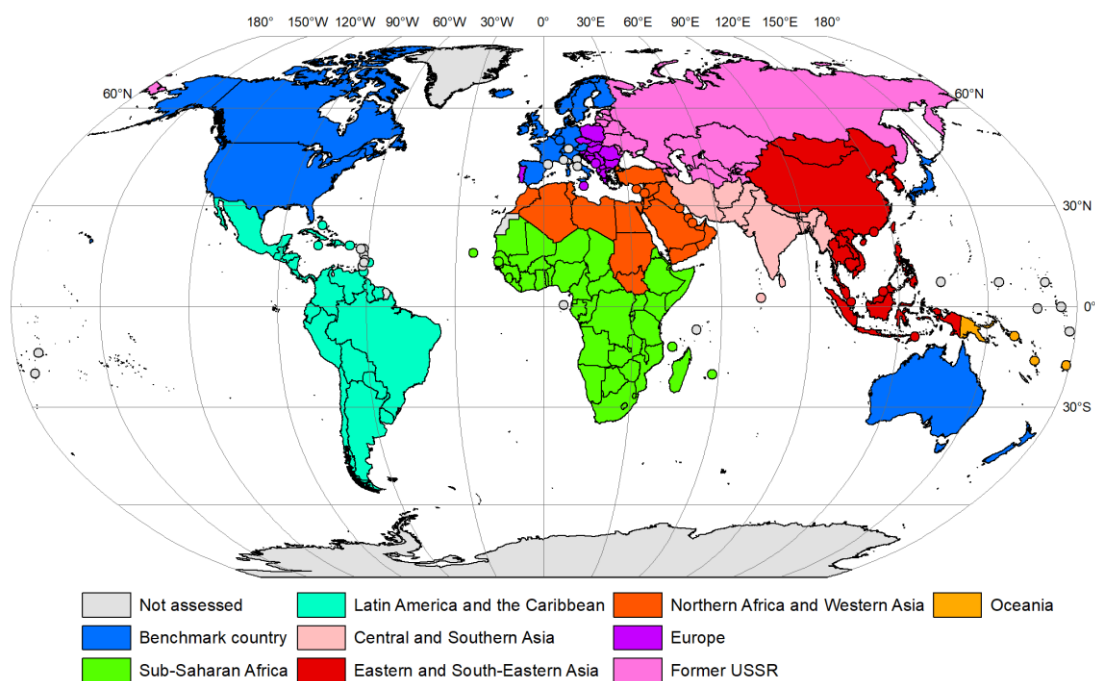 180° 150°W 120°W 90°W 60°W 30°W 0° 30°E 60°E 90°E 120°E 150°E 180°
60°N 60°N
30°N
0°
30°S
Not assessed Latin America and the Caribbean Northern Africa and Western Asia Oceania
Benchmark country Central and Southern Asia Europe
Sub-Saharan Africa Eastern and South-Eastern Asia Former USSR